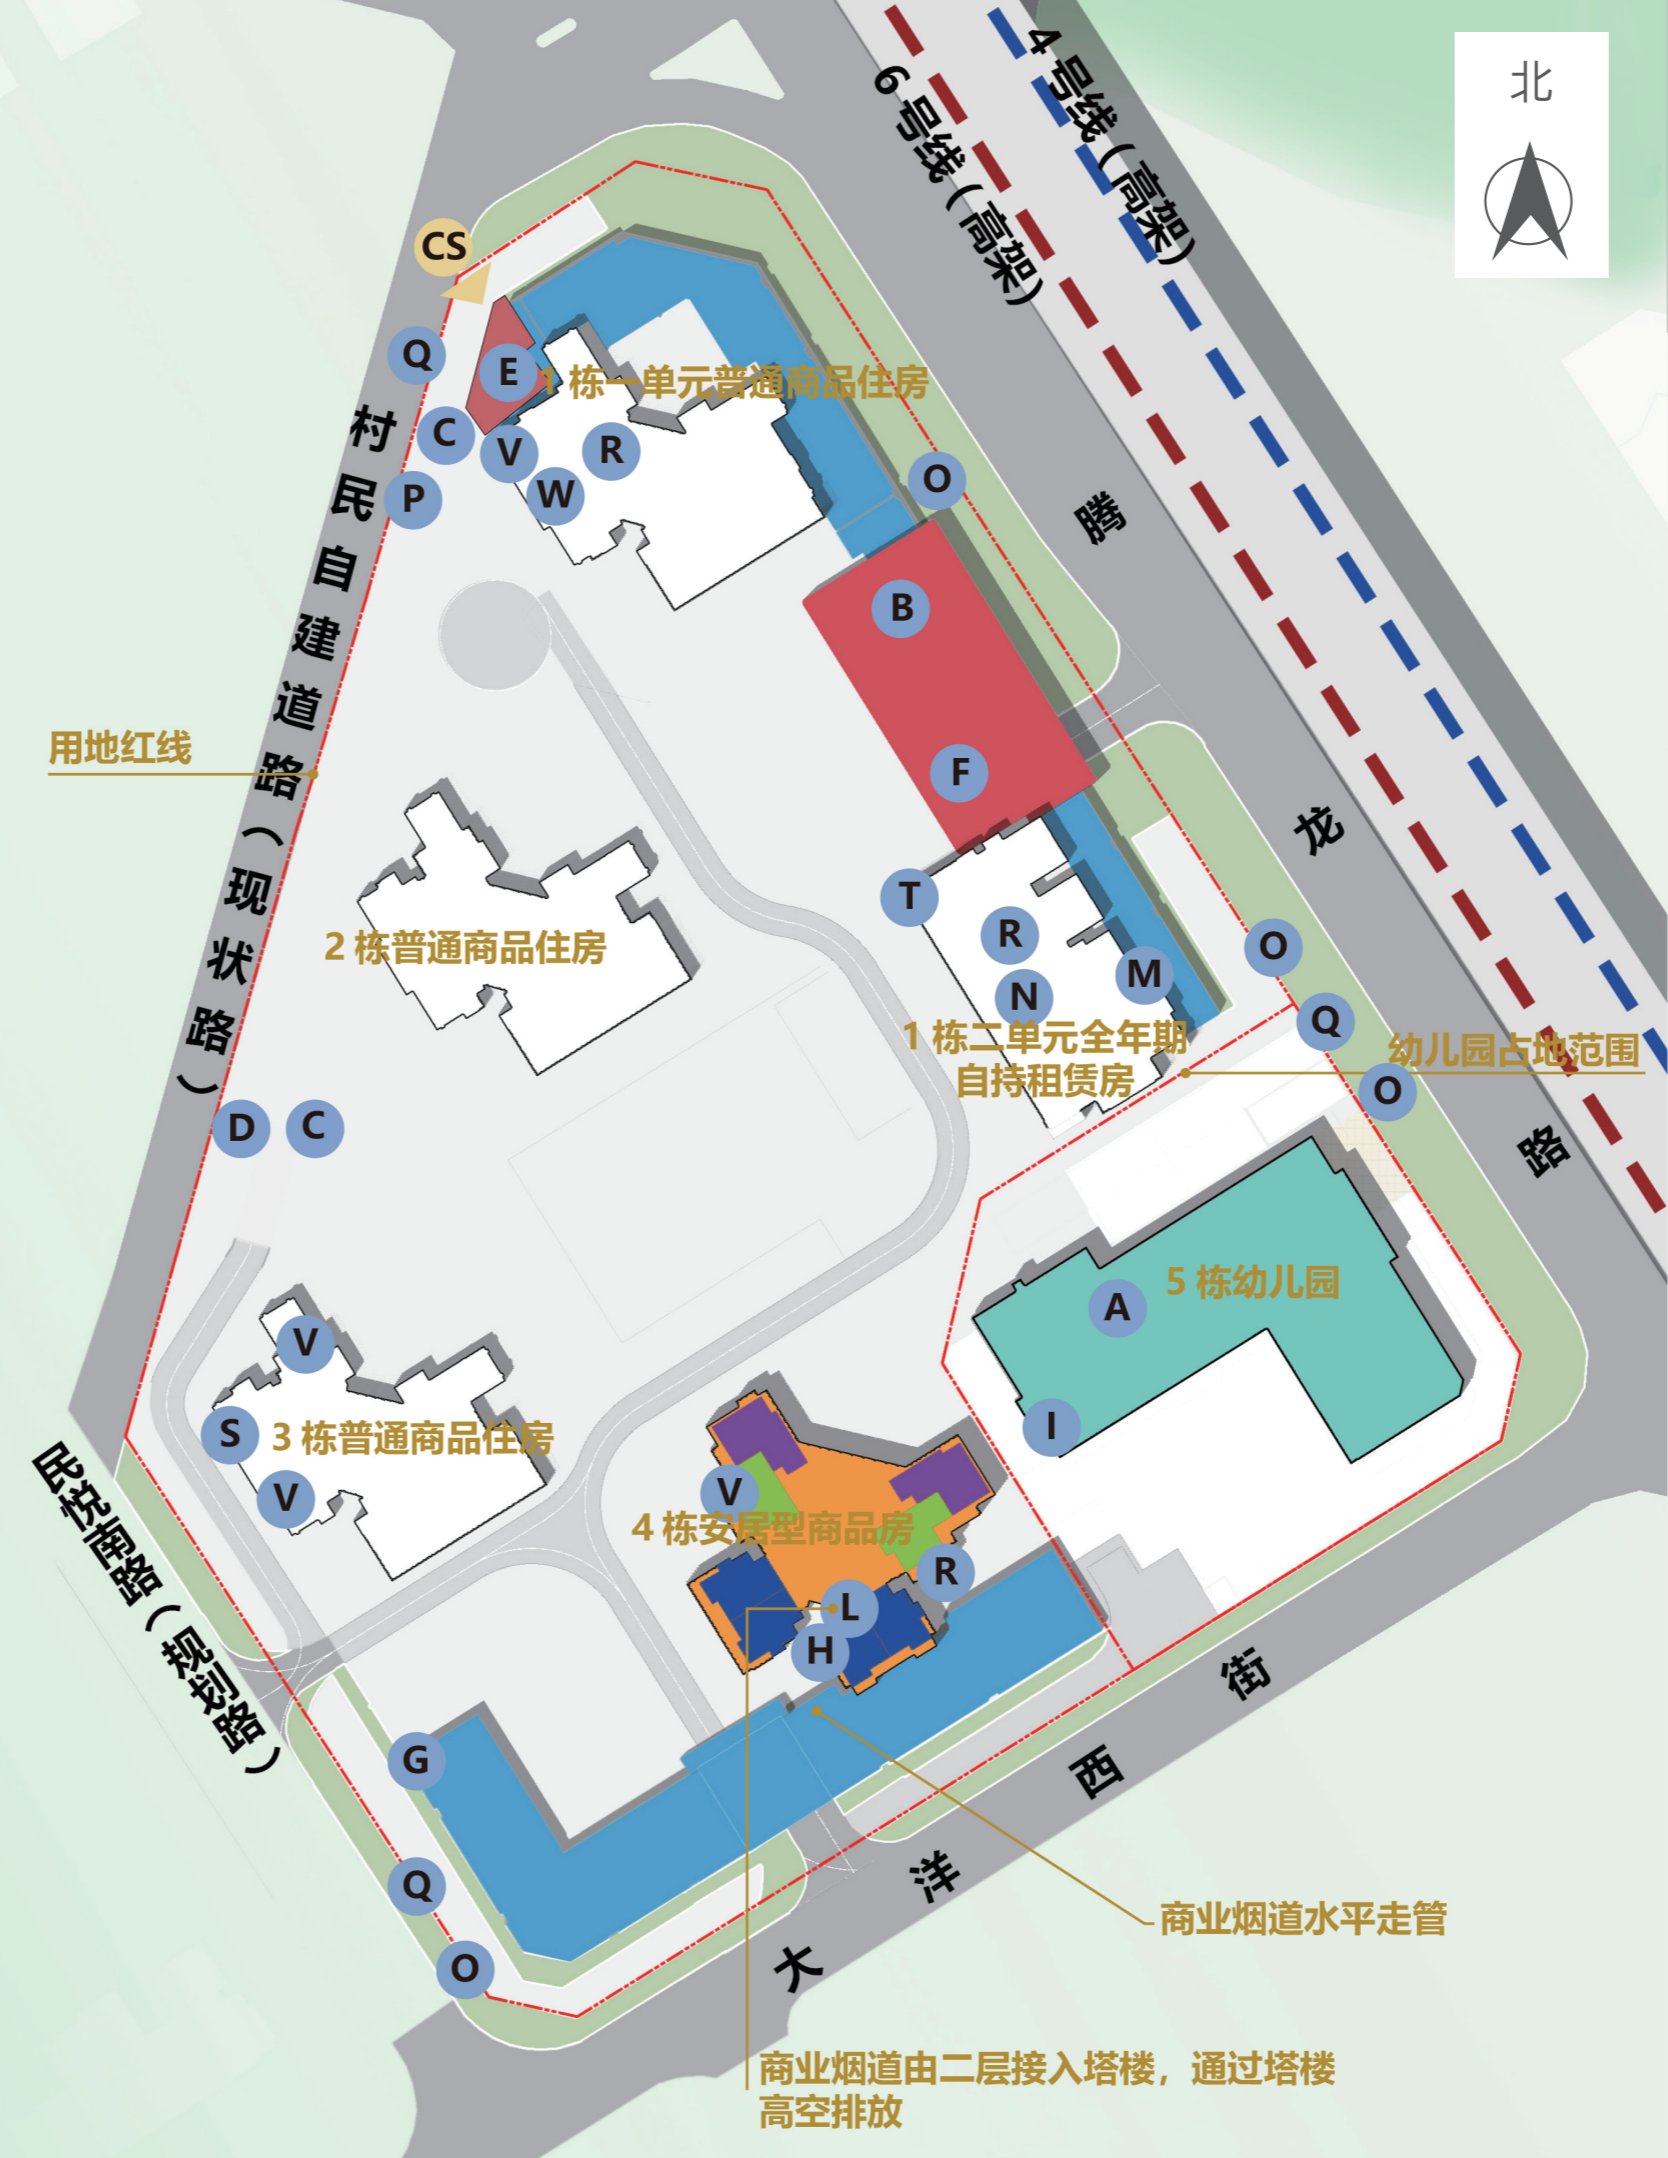 北
4号线(高架)
6号线(高架)
CS
Q
E
1栋一单元普通商品住房
C
V
R
W
P
O
村民自建道路(现状路)
腾龙路
B
F
用地红线
T
R
N
M
O
2栋普通商品住房
1栋二单元全年期
自持租赁房
Q
幼儿园占地范围
O
D
C
5栋幼儿园
A
I
V
S
3栋普通商品住房
V
民悦南路(规划路)
V
4栋安居型商品房
R
L
H
G
Q
O
大洋西街
商业烟道水平走管
商业烟道由二层接入塔楼，通过塔楼
高空排放